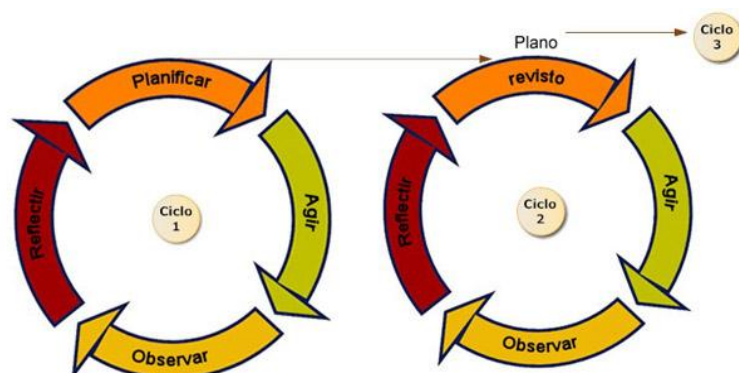 Planificar
Agir
Observar
Reflectir
Ciclo
1
Plano
revisto
Agir
Observar
Reflectir
Ciclo
2
Ciclo
3